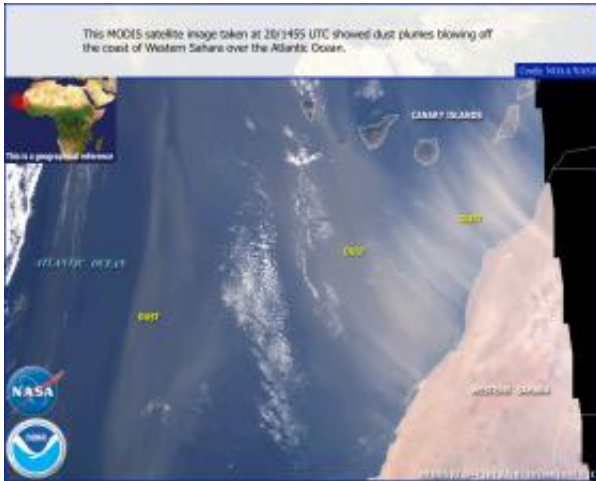 This MODIS satellite image taken at 20/1455 UTC showed dust plumes blowing off
the coast of Western Sahara over the Atlantic Ocean.
Credit: NOAA/NASA
CANARY ISLANDS
This is a geographical reference
DUST
DUST
ATLANTIC OCEAN
DUST
NASA
WESTERN SAHARA
noaa